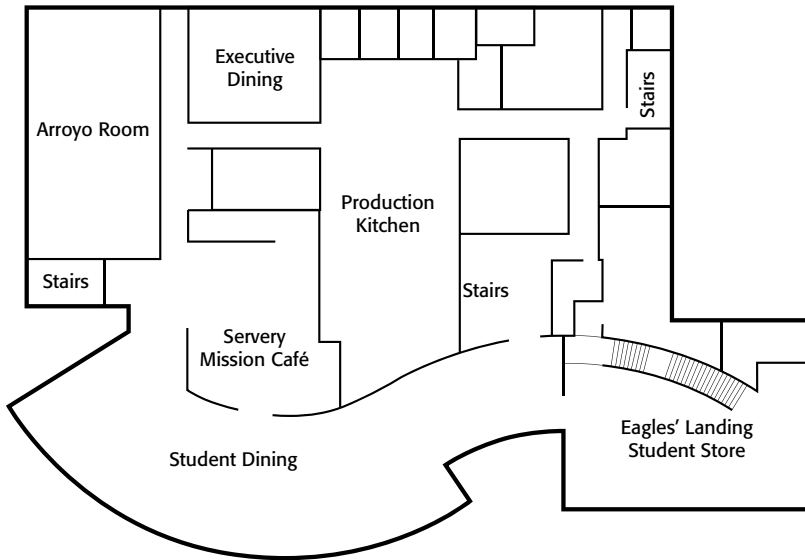 Executive
Dining
Stairs
Arroyo Room
Production
Kitchen
Stairs
Stairs
Servery
Mission Café
Student Dining
Eagles’ Landing
Student Store